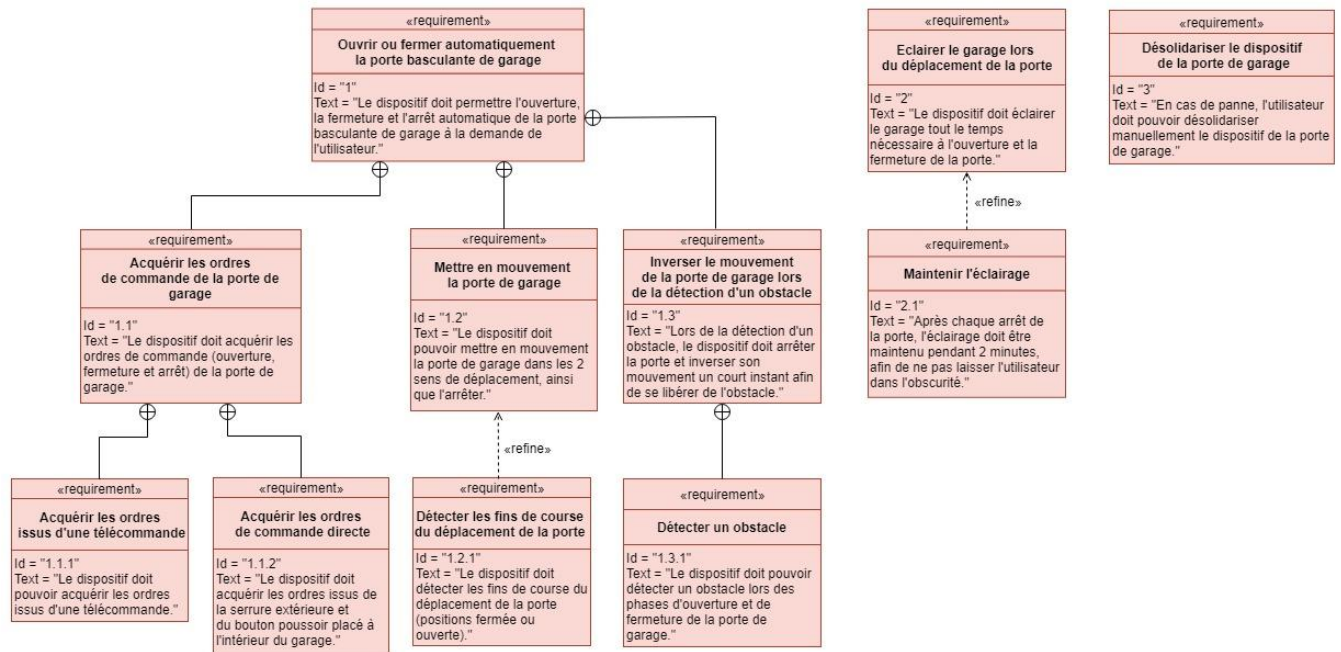 «requirement»
Ouvrir ou fermer automatiquement
la porte basculante de garage
Id = "1"
Text = "Le dispositif doit permettre l'ouverture,
la fermeture et l'arrêt automatique de la porte
basculante de garage à la demande de
l'utilisateur."
«requirement»
Eclairer le garage lors
du déplacement de la porte
Id = "2"
Text = "Le dispositif doit éclairer
le garage tout le temps
nécessaire à l'ouverture et la
fermeture de la porte."
«requirement»
Désolidariser le dispositif
de la porte de garage
Id = "3"
Text = "En cas de panne, l'utilisateur
doit pouvoir désolidariser
manuellement le dispositif de la porte
de garage."
«refine»
«requirement»
Acquérir les ordres
de commande de la porte de
garage
Id = "1.1"
Text = "Le dispositif doit acquérir les
ordres de commande (ouverture,
fermeture et arrêt) de la porte de
garage."
«requirement»
Mettre en mouvement
la porte de garage
Id = "1.2"
Text = "Le dispositif doit
pouvoir mettre en mouvement
la porte de garage dans les 2
sens de déplacement, ainsi
que l'arrêter."
«requirement»
Inverser le mouvement
de la porte de garage lors
de la détection d'un obstacle
Id = "1.3"
Text = "Lors de la détection d'un
obstacle, le dispositif doit arrêter
la porte et inverser son
mouvement un court instant afin
de se libérer de l'obstacle."
«requirement»
Maintenir l'éclairage
Id = "2.1"
Text = "Après chaque arrêt de
la porte, l'éclairage doit être
maintenu pendant 2 minutes,
afin de ne pas laisser l'utilisateur
dans l'obscurité."
«refine»
«requirement»
Acquérir les ordres
issus d'une télécommande
Id = "1.1.1"
Text = "Le dispositif doit
pouvoir acquérir les ordres
issus d'une télécommande."
«requirement»
Acquérir les ordres
de commande directe
Id = "1.1.2"
Text = "Le dispositif doit
acquérir les ordres issus de
la serrure extérieure et
du bouton poussoir placé à
l'intérieur du garage."
«requirement»
Détecter les fins de course
du déplacement de la porte
Id = "1.2.1"
Text = "Le dispositif doit
détecter les fins de course du
déplacement de la porte
(positions fermée ou
ouverte)."
«requirement»
Détecter un obstacle
Id = "1.3.1"
Text = "Le dispositif doit pouvoir
détecter un obstacle lors des
phases d'ouverture et de
fermeture de la porte de
garage."